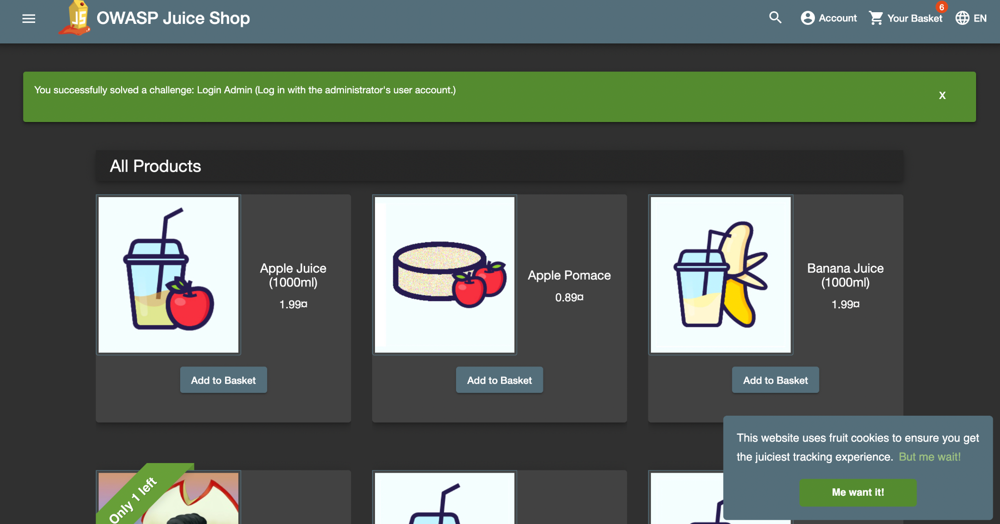 JS
OWASP Juice Shop
Account
Your Basket
6
EN
You successfully solved a challenge: Login Admin (Log in with the administrator's user account.)
X
All Products
Apple Juice
(1000ml)
1.99¤
Add to Basket
Apple Pomace
0.89¤
Add to Basket
Banana Juice
(1000ml)
1.99¤
Add to Basket
Only 1 left
This website uses fruit cookies to ensure you get
the juiciest tracking experience. But me wait!
Me want it!